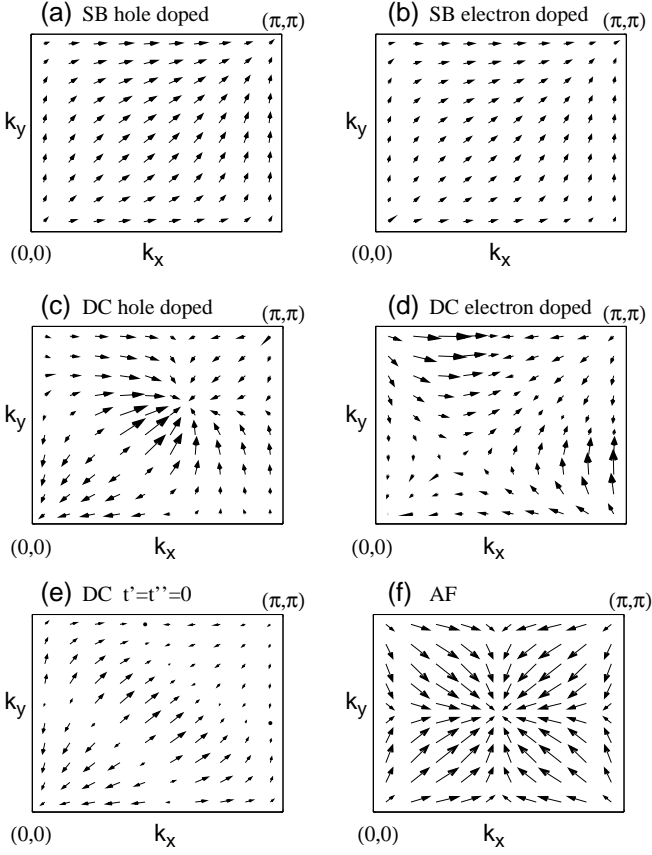 (a) SB hole doped (π,π)
k_y
(0,0) k_x
(b) SB electron doped (π,π)
k_y
(0,0) k_x
(c) DC hole doped (π,π)
k_y
(0,0) k_x
(d) DC electron doped (π,π)
k_y
(0,0) k_x
(e) DC t'=t''=0 (π,π)
k_y
(0,0) k_x
(f) AF (π,π)
k_y
(0,0) k_x